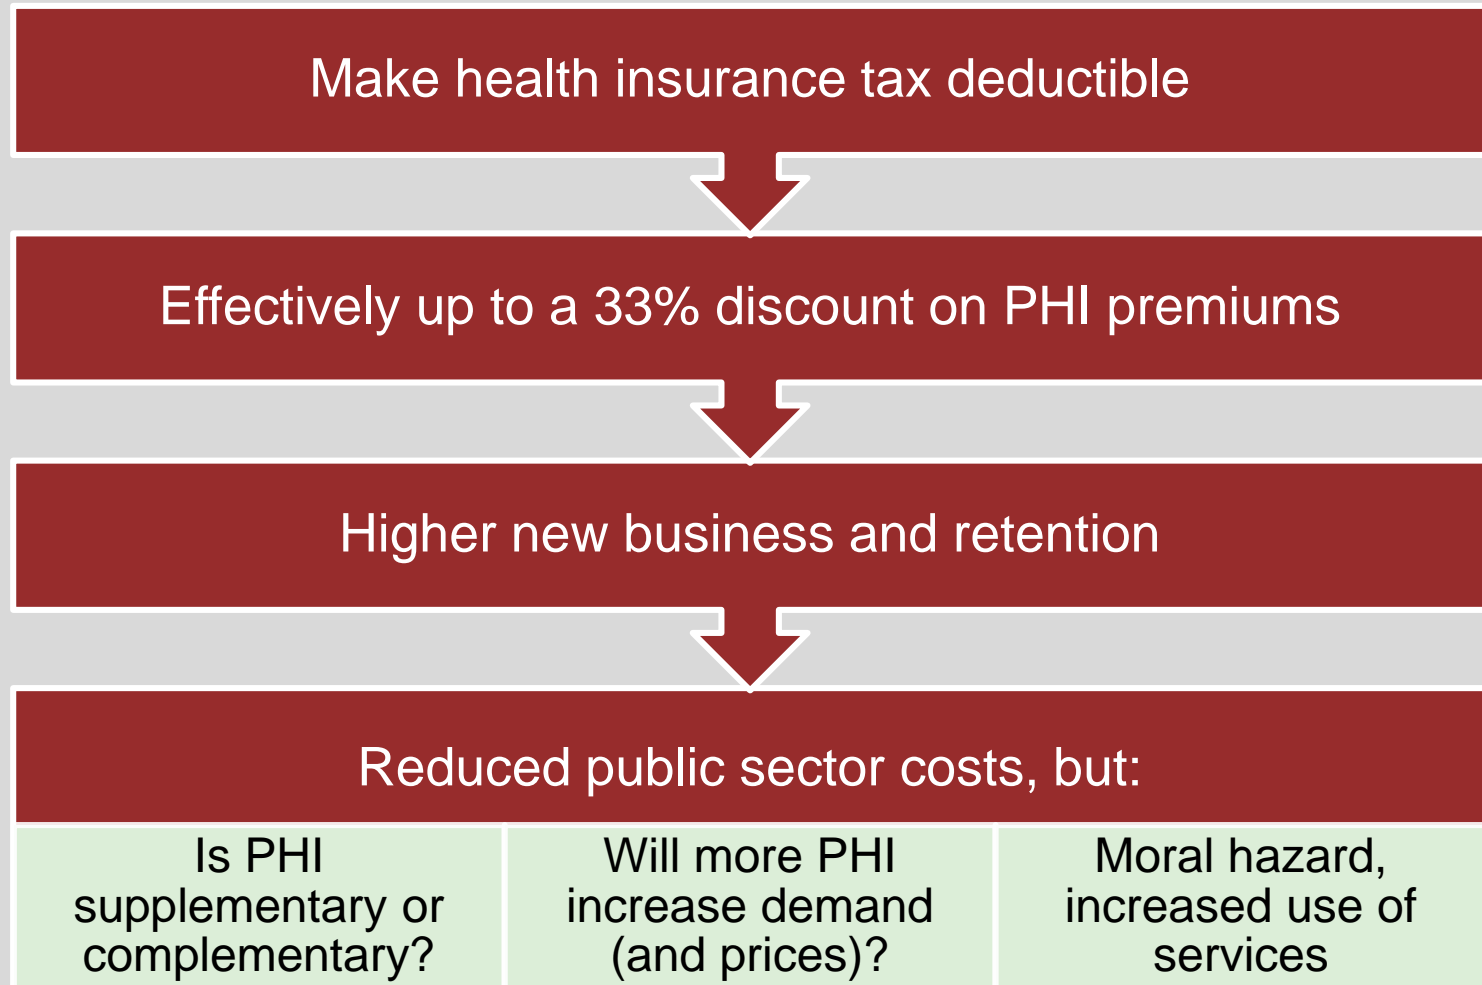 Make health insurance tax deductible
Effectively up to a 33% discount on PHI premiums
Higher new business and retention
Reduced public sector costs, but:
Is PHI
supplementary or
complementary?
Will more PHI
increase demand
(and prices)?
Moral hazard,
increased use of
services